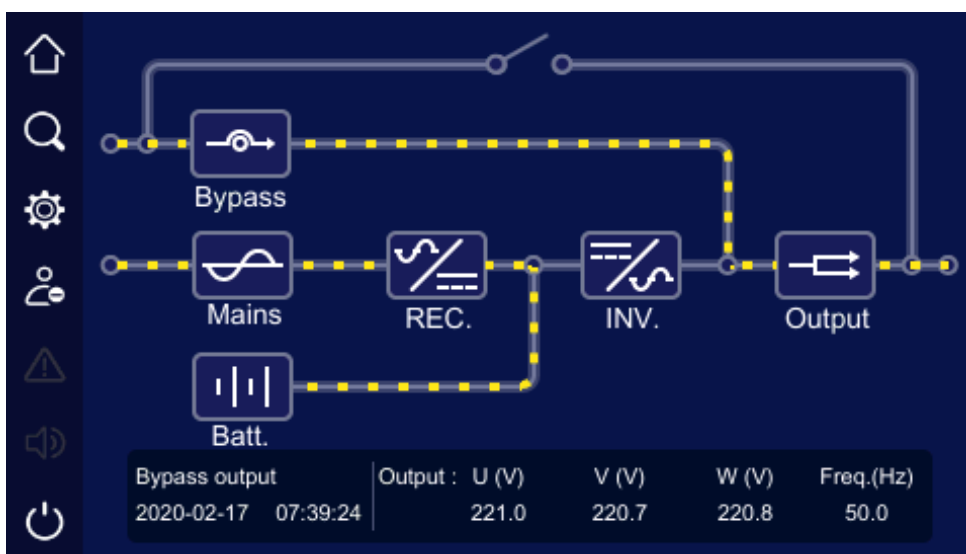 Bypass
Mains
REC.
INV.
Output
Batt.
Bypass output
Output : U (V) V (V) W (V) Freq.(Hz)
2020-02-17 07:39:24 221.0 220.7 220.8 50.0